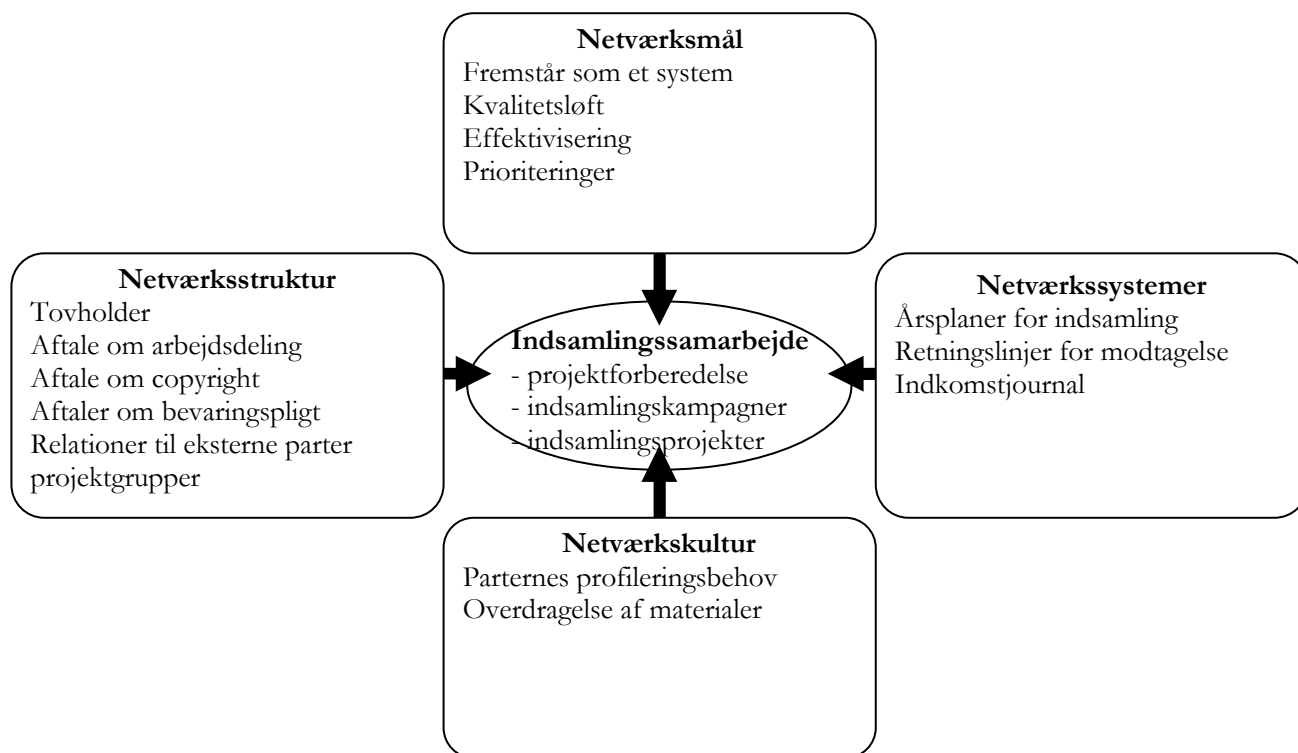 Netværksmål
Fremstår som et system
Kvalitetsløft
Effektivisering
Prioriteringer
Netværksstruktur
Tovholder
Aftale om arbejdsdeling
Aftale om copyright
Aftaler om bevaringspligt
Relationer til eksterne parter
projektgrupper
Indsamlingssamarbejde
- projektforberedelse
- indsamlingskampagner
- indsamlingsprojekter
Netværkssystemer
Årsplaner for indsamling
Retningslinjer for modtagelse
Indkomstjournal
Netværkskultur
Parternes profileringsbehov
Overdragelse af materialer